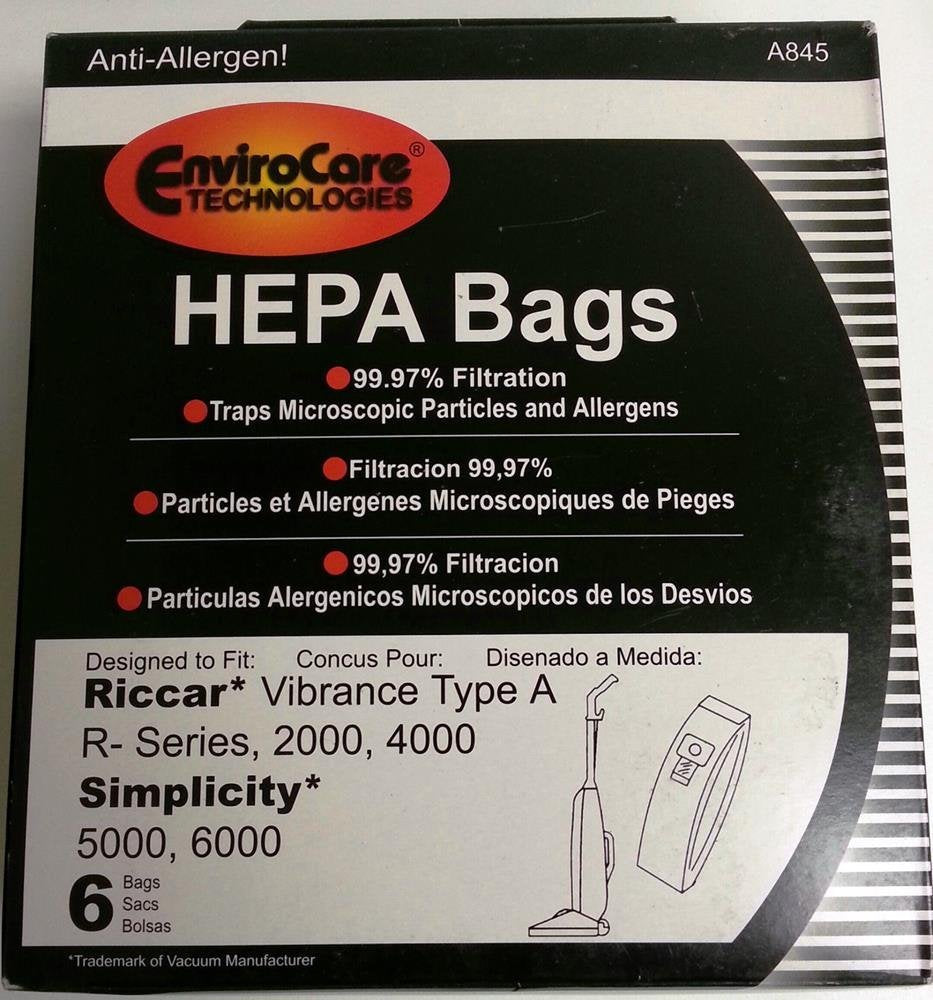 Anti-Allergen!
A845
EnviroCare®
TECHNOLOGIES
HEPA Bags
99.97% Filtration
Traps Microscopic Particles and Allergens
Filtracion 99,97%
Particles et Allergénes Microscopiques de Pieges
99,97% Filtracion
Particulas Alergenicos Microscopicos de los Desvios
Designed to Fit: Concus Pour: Disenado a Medida:
Riccar* Vibrance Type A
R- Series, 2000, 4000
Simplicity*
5000, 6000
6 Bags
Sacs
Bolsas
*Trademark of Vacuum Manufacturer